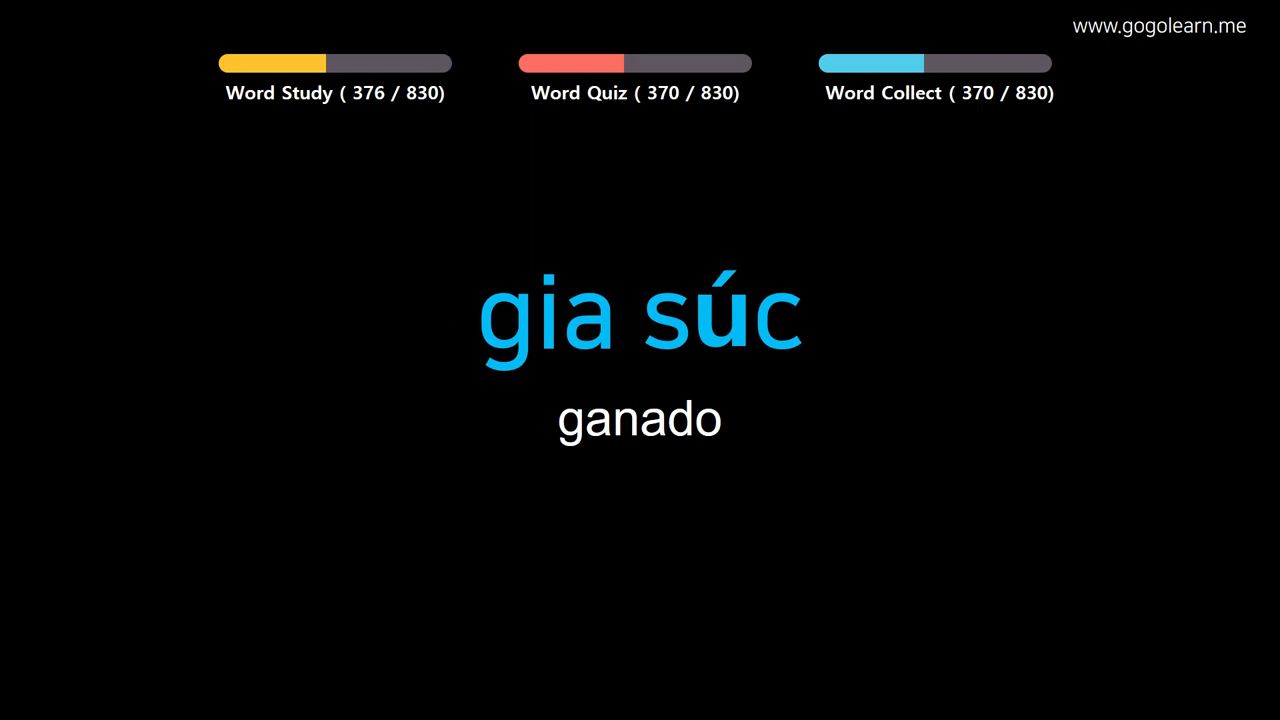 www.gogolearn.me
Word Study ( 376 / 830)
Word Quiz ( 370 / 830)
Word Collect ( 370 / 830)
gia súc
ganado